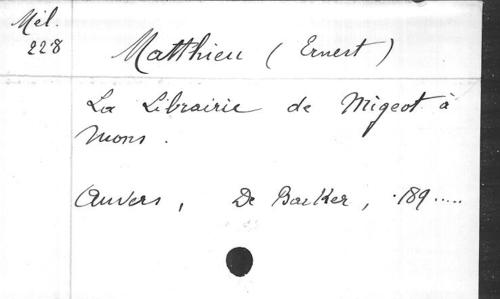 Mél.
228
Matthieu (Ernest)
La Librairie de Migeot à
Mons.
Anvers, De Backer, 189.....